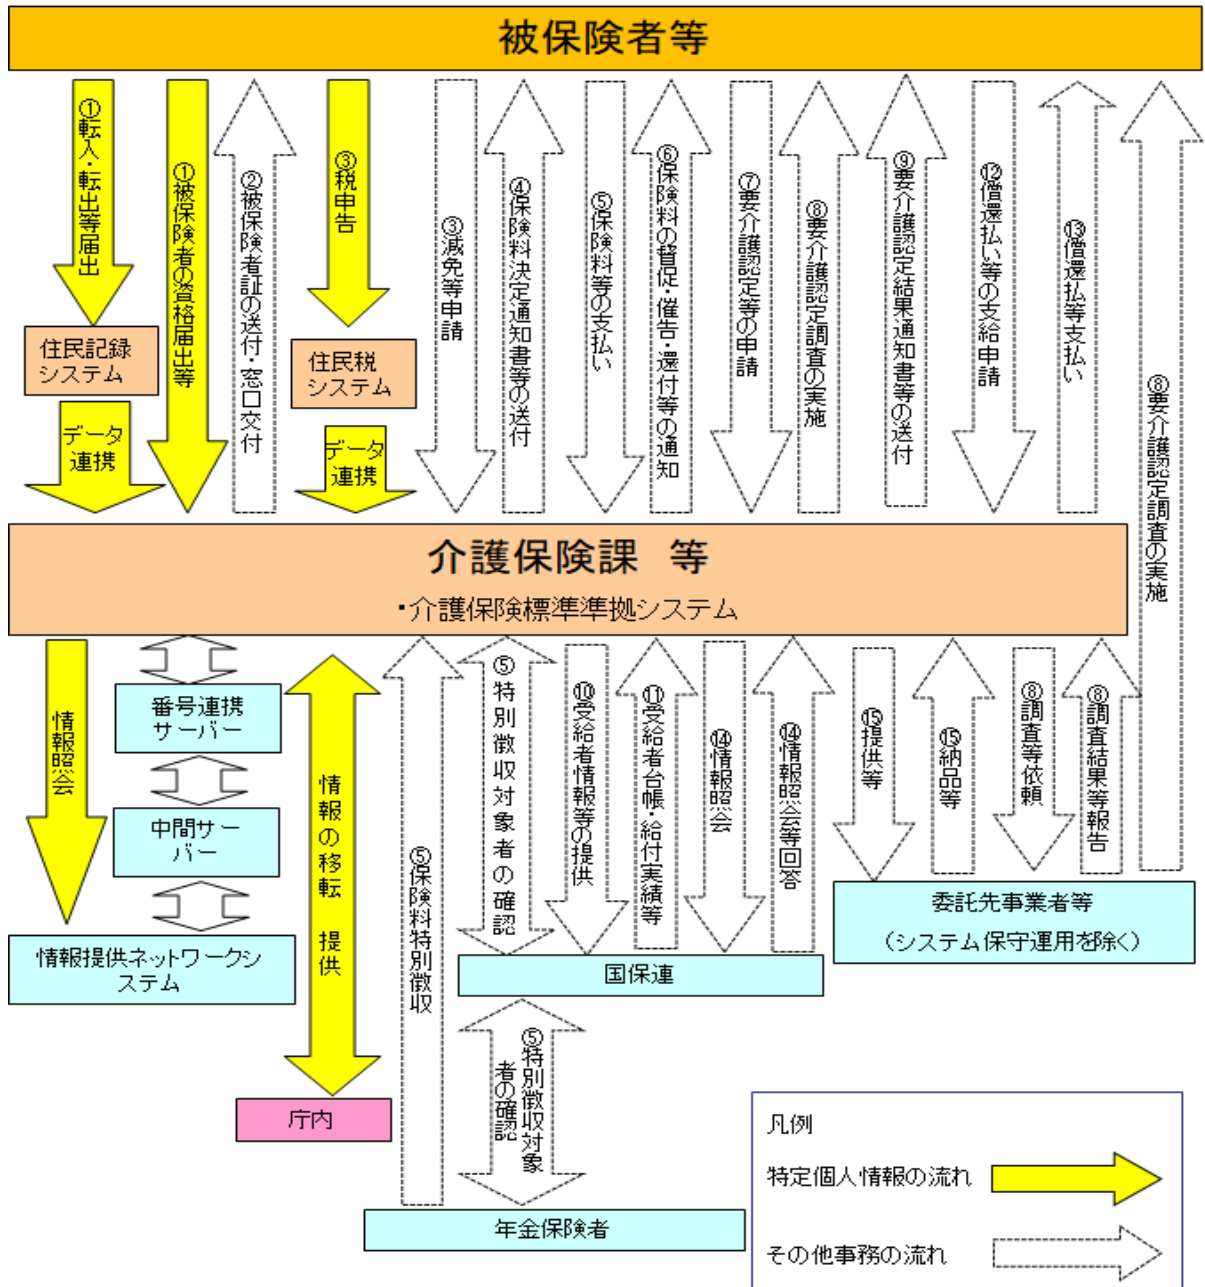 被保険者等
①転入・転出等届出
①被保険者の資格届出等
②被保険者証の送付・窓口交付
③税申告
③減免等申請
④保険料決定通知書等の送付
⑤保険料等の支払い
⑥保険料の督促・催告・還付等の通知
⑦要介護認定等の申請
⑧要介護認定調査の実施
⑨要介護認定結果通知書等の送付
⑫償還払い等の支給申請
⑬償還払等支払い
⑧要介護認定調査の実施
住民記録
システム
住民税
システム
データ
連携
データ
連携
介護保険課 等
・介護保険標準準拠システム
情報照会
番号連携
サーバー
中間サー
バー
情報提供ネットワークシ
ステム
情報の移転 提供
庁内
⑤保険料特別徴収
⑤特別徴収対象者の確認
⑩受給者情報等の提供
⑪受給者台帳・給付実績等
⑭情報照会
⑭情報照会等回答
⑮提供等
⑮納品等
⑧調査等依頼
⑧調査結果等報告
国保連
委託先事業者等
（システム保守運用を除く）
⑤特別徴収対象
者の確認
年金保険者
凡例
特定個人情報の流れ
その他事務の流れ